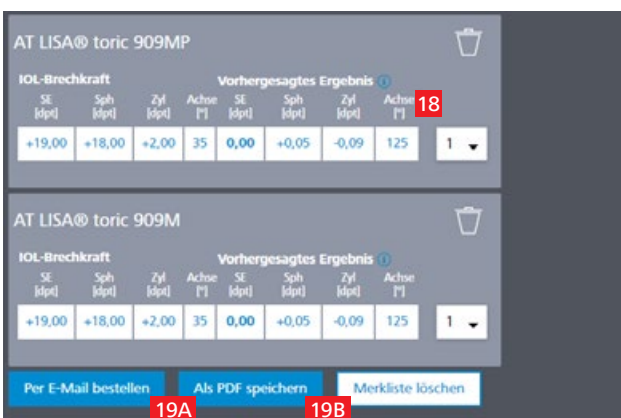 AT LISA® toric 909MP
IOL-Brechkraft Vorhergesagtes Ergebnis i
SE Sph Zyl Achse SE Sph Zyl Achse 18
[dpt] [dpt] [dpt] [°] [dpt] [dpt] [dpt] [°]
+19,00 +18,00 +2,00 35 0,00 +0,05 -0,09 125 1
AT LISA® toric 909M
IOL-Brechkraft Vorhergesagtes Ergebnis i
SE Sph Zyl Achse SE Sph Zyl Achse
[dpt] [dpt] [dpt] [°] [dpt] [dpt] [dpt] [°]
+19,00 +18,00 +2,00 35 0,00 +0,05 -0,09 125 1
Per E-Mail bestellen Als PDF speichern Merkliste löschen
19A 19B